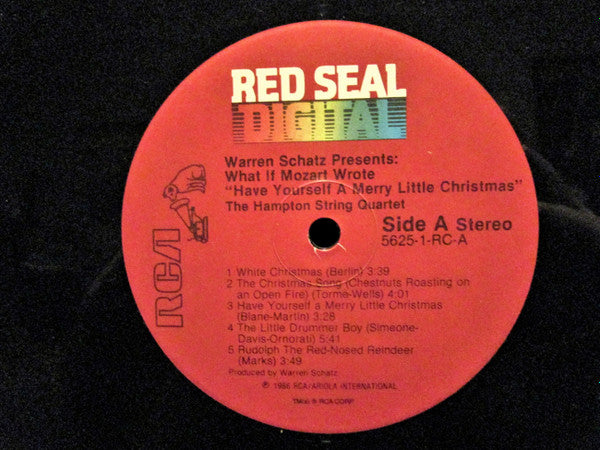 RED SEAL
DIGITAL
Warren Schatz Presents:
What If Mozart Wrote
"Have Yourself A Merry Little Christmas"
The Hampton String Quartet
Side A Stereo
5625-1-RC-A
RCA
1 White Christmas (Berlin) 3:39
2 The Christmas Song (Chestnuts Roasting on
an Open Fire) (Torme-Wells) 4:01
3 Have Yourself a Merry Little Christmas
(Blane-Martin) 3:28
4 The Little Drummer Boy (Simeone-
Davis-Ornorati) 5:41
5 Rudolph The Red-Nosed Reindeer
(Marks) 3:49
Produced by Warren Schatz
℗ 1986 RCA/ARIOLA INTERNATIONAL
TM(s) ® RCA CORP.